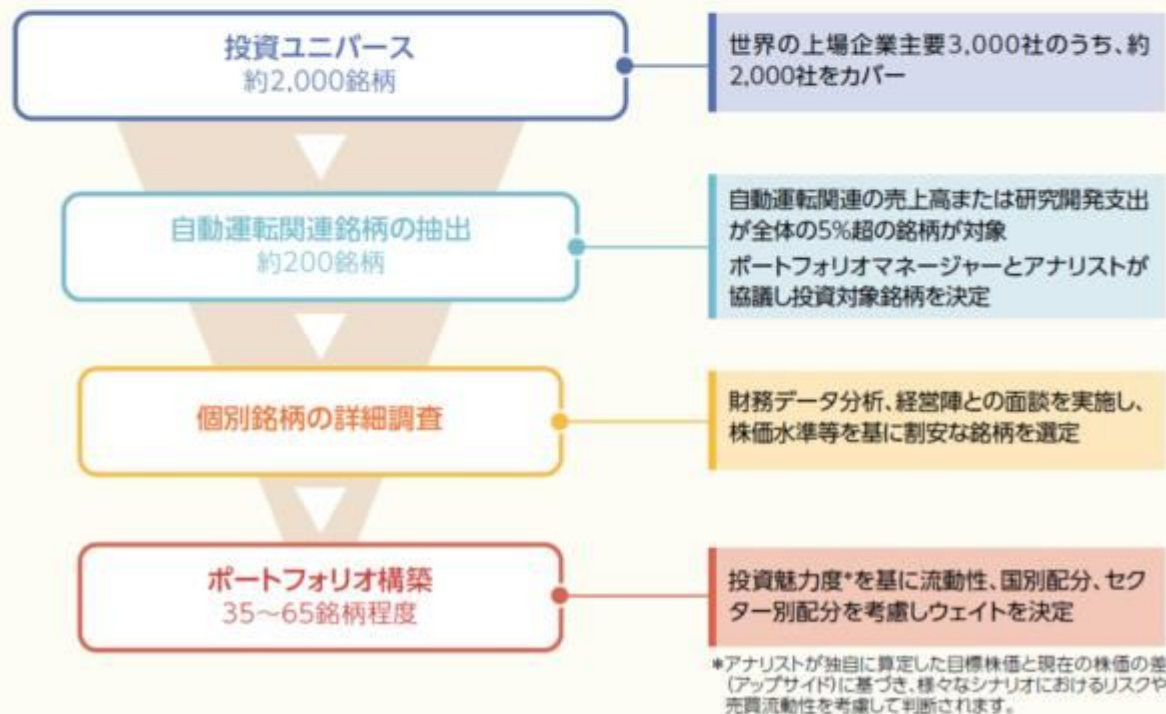 投資ユニバース
約2,000銘柄
世界の上場企業主要3,000社のうち、約
2,000社をカバー
自動運転関連銘柄の抽出
約200銘柄
自動運転関連の売上高または研究開発支出
が全体の5%超の銘柄が対象
ポートフォリオマネージャーとアナリストが
協議し投資対象銘柄を決定
個別銘柄の詳細調査
財務データ分析、経営陣との面談を実施し、
株価水準等を基に割安な銘柄を選定
ポートフォリオ構築
35～65銘柄程度
投資魅力度*を基に流動性、国別配分、セク
ター別配分を考慮しウェイトを決定
*アナリストが独自に算定した目標株価と現在の株価の差
(アップサイド)に基づき、様々なシナリオにおけるリスクや
売買流動性を考慮して判断されます。